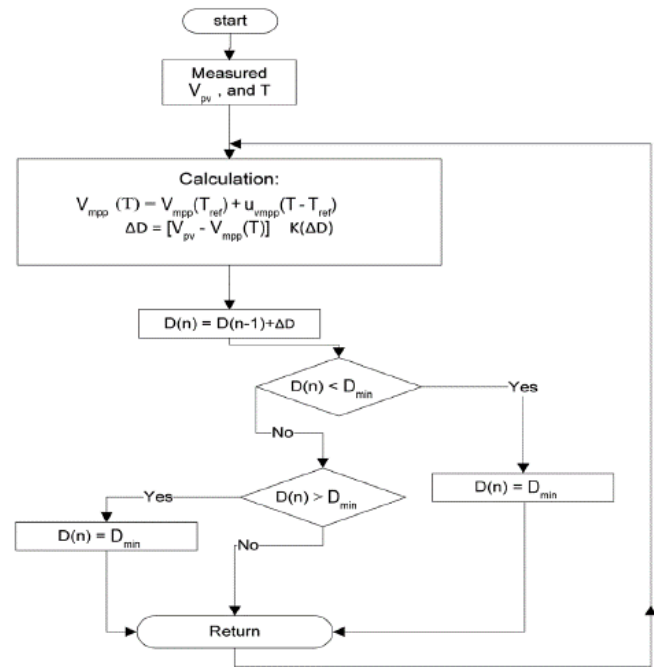 start
Measured
V_pv , and T
Calculation:
V_mpp (T) = V_mpp(T_ref) + u_vmpp(T - T_ref)
ΔD = [V_pv - V_mpp(T)] K(ΔD)
D(n) = D(n-1)+ΔD
D(n) < D_min
Yes
No
D(n) > D_min
Yes
D(n) = D_min
D(n) = D_min
No
Return